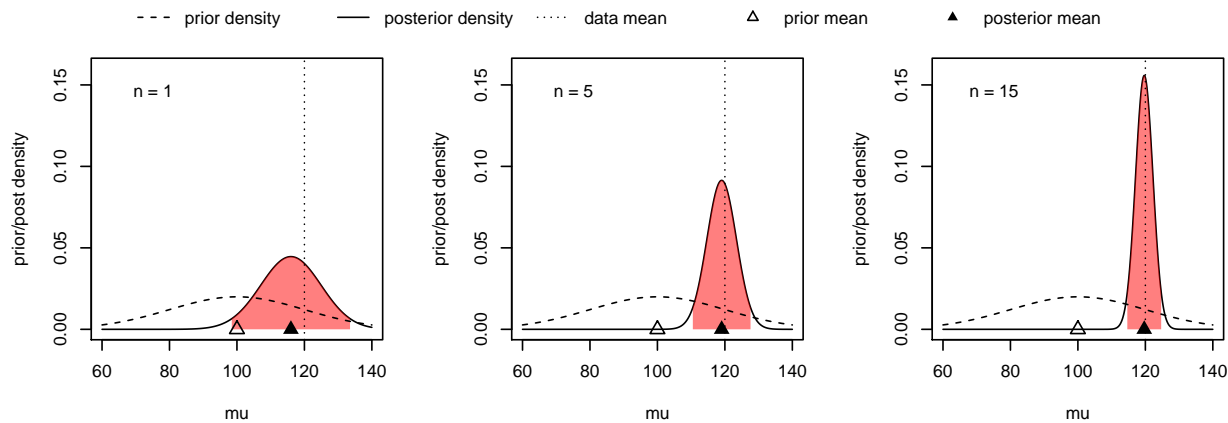 prior density posterior density data mean prior mean posterior mean
n = 1
prior/post density
0.00 0.05 0.10 0.15
60 80 100 120 140
mu
n = 5
prior/post density
0.00 0.05 0.10 0.15
60 80 100 120 140
mu
n = 15
prior/post density
0.00 0.05 0.10 0.15
60 80 100 120 140
mu